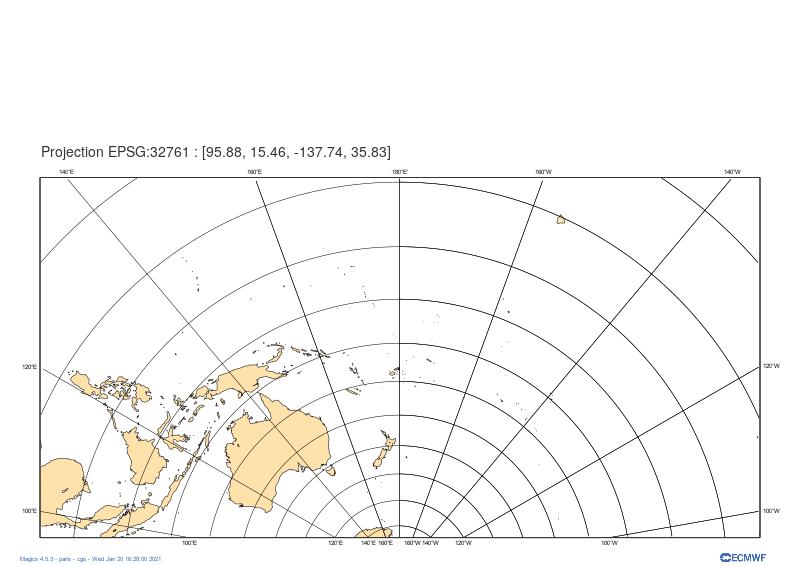 Projection EPSG:32761 : [95.88, 15.46, -137.74, 35.83]
140°E 160°E 180°E 160°W 140°W
120°E 120°W
100°E 100°W
100°E 120°E 140°E 160°E 160°W 140°W 120°W 100°W
Magics 4.5.3 - paris - cgs - Wed Jan 20 16:28:00 2021
ECMWF